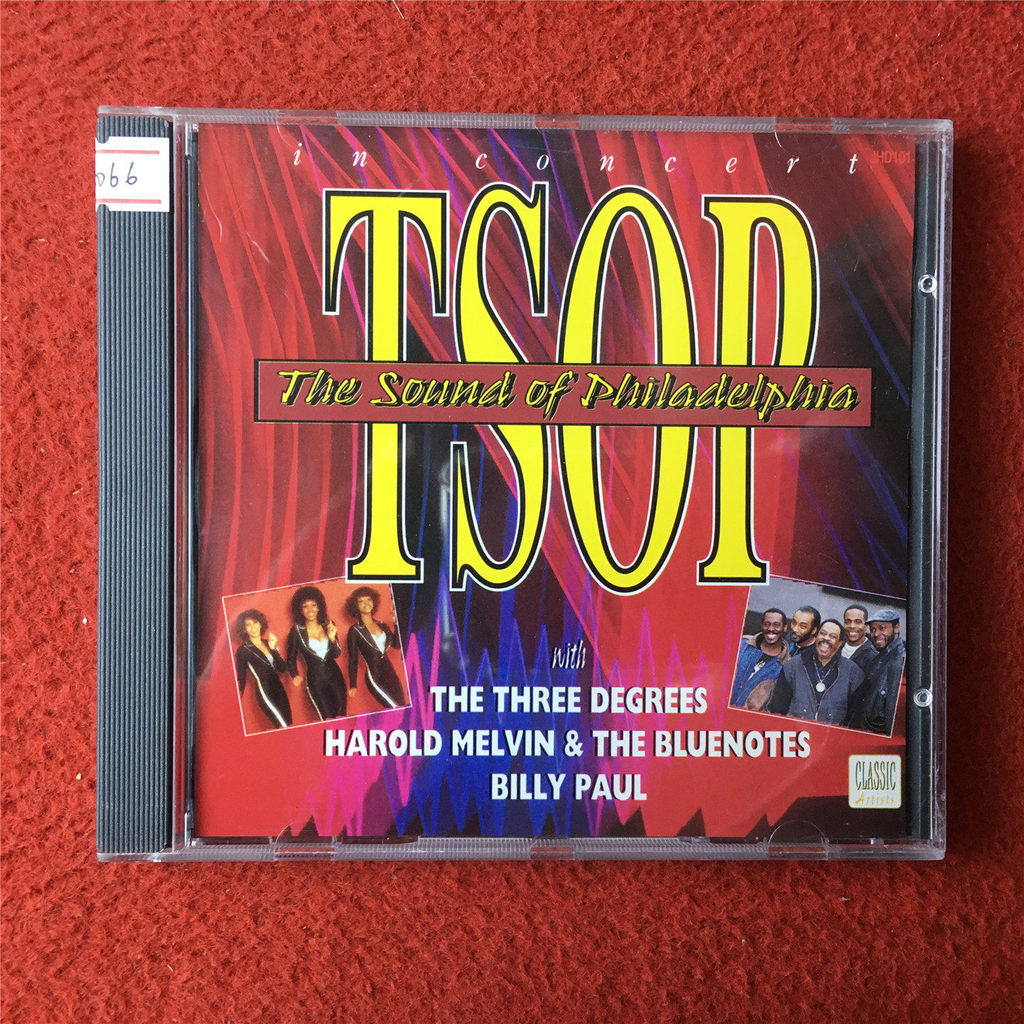 in concert
JHD101
TSOP
The Sound of Philadelphia
with
THE THREE DEGREES
HAROLD MELVIN & THE BLUENOTES
BILLY PAUL
CLASSIC
Artists